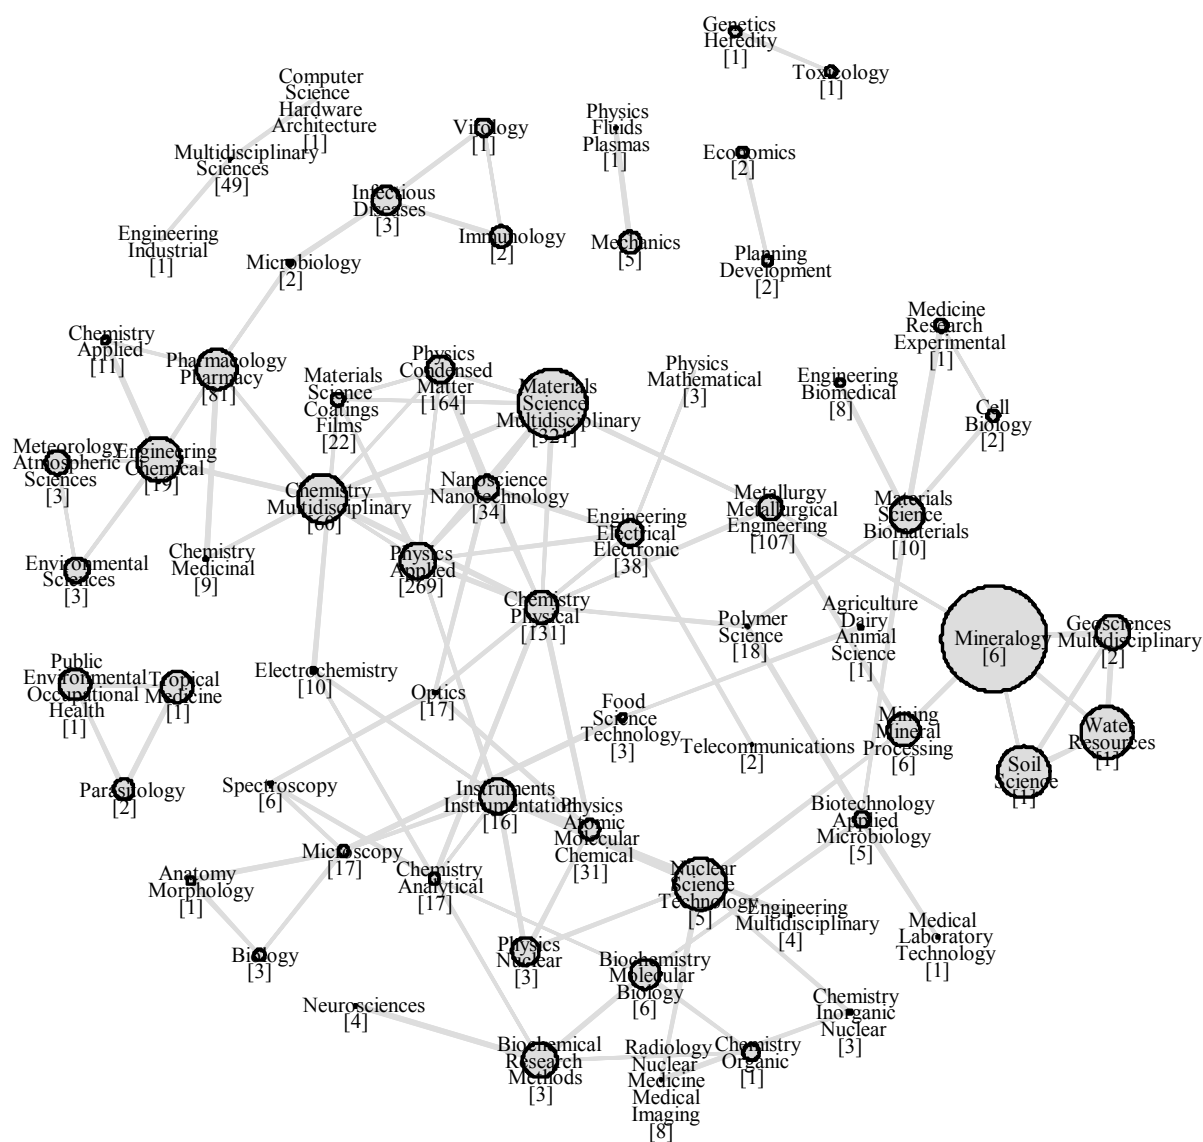 Genetics
Heredity
[1]
Toxicology
[1]
Computer
Science
Hardware
Architecture
[1]
Multidisciplinary
Sciences
[49]
Engineering
Industrial
[1]
Virology
[1]
Infectious
Diseases
[3]
Immunology
[2]
Microbiology
[2]
Physics
Fluids
Plasmas
[1]
Mechanics
[5]
Economics
[2]
Planning
Development
[2]
Chemistry
Applied
[11]
Pharmacology
Pharmacy
[81]
Materials
Science
Coatings
Films
[22]
Physics
Condensed
Matter
[164]
Materials
Science
Multidisciplinary
[321]
Physics
Mathematical
[3]
Medicine
Research
Experimental
[1]
Engineering
Biomedical
[8]
Cell
Biology
[2]
Meteorology
Atmospheric
Sciences
[3]
Engineering
Chemical
[19]
Chemistry
Multidisciplinary
[60]
Nanoscience
Nanotechnology
[34]
Engineering
Electrical
Electronic
[38]
Metallurgy
Metallurgical
Engineering
[107]
Materials
Science
Biomaterials
[10]
Environmental
Sciences
[3]
Chemistry
Medicinal
[9]
Physics
Applied
[269]
Chemistry
Physical
[131]
Polymer
Science
[18]
Agriculture
Dairy
Animal
Science
[1]
Mineralogy
[6]
Geosciences
Multidisciplinary
[2]
Public
Environmental
Occupational
Health
[1]
Tropical
Medicine
[1]
Parasitology
[2]
Electrochemistry
[10]
Optics
[17]
Food
Science
Technology
[3]
Telecommunications
[2]
Mining
Mineral
Processing
[6]
Water
Resources
[1]
Soil
Science
[1]
Spectroscopy
[6]
Instruments
Instrumentation
[16]
Physics
Atomic
Molecular
Chemical
[31]
Biotechnology
Applied
Microbiology
[5]
Microscopy
[17]
Anatomy
Morphology
[1]
Chemistry
Analytical
[17]
Nuclear
Science
Technology
[5]
Engineering
Multidisciplinary
[4]
Medical
Laboratory
Technology
[1]
Biology
[3]
Physics
Nuclear
[3]
Biochemistry
Molecular
Biology
[6]
Neurosciences
[4]
Chemistry
Inorganic
Nuclear
[3]
Biochemical
Research
Methods
[3]
Radiology
Nuclear
Medicine
Medical
Imaging
[8]
Chemistry
Organic
[1]